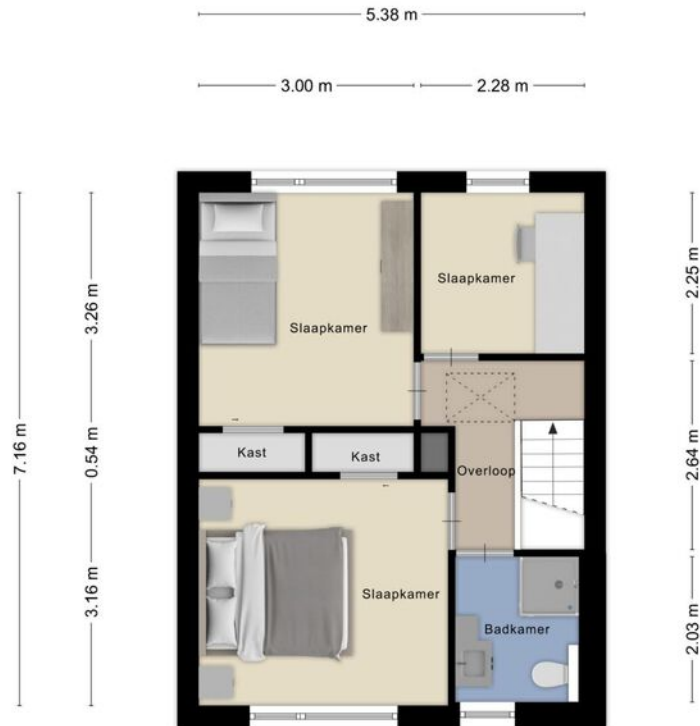 5.38 m
3.00 m
2.28 m
7.16 m
3.26 m
0.54 m
3.16 m
2.25 m
2.64 m
2.03 m
Slaapkamer
Slaapkamer
Kast
Kast
Overloop
Slaapkamer
Badkamer